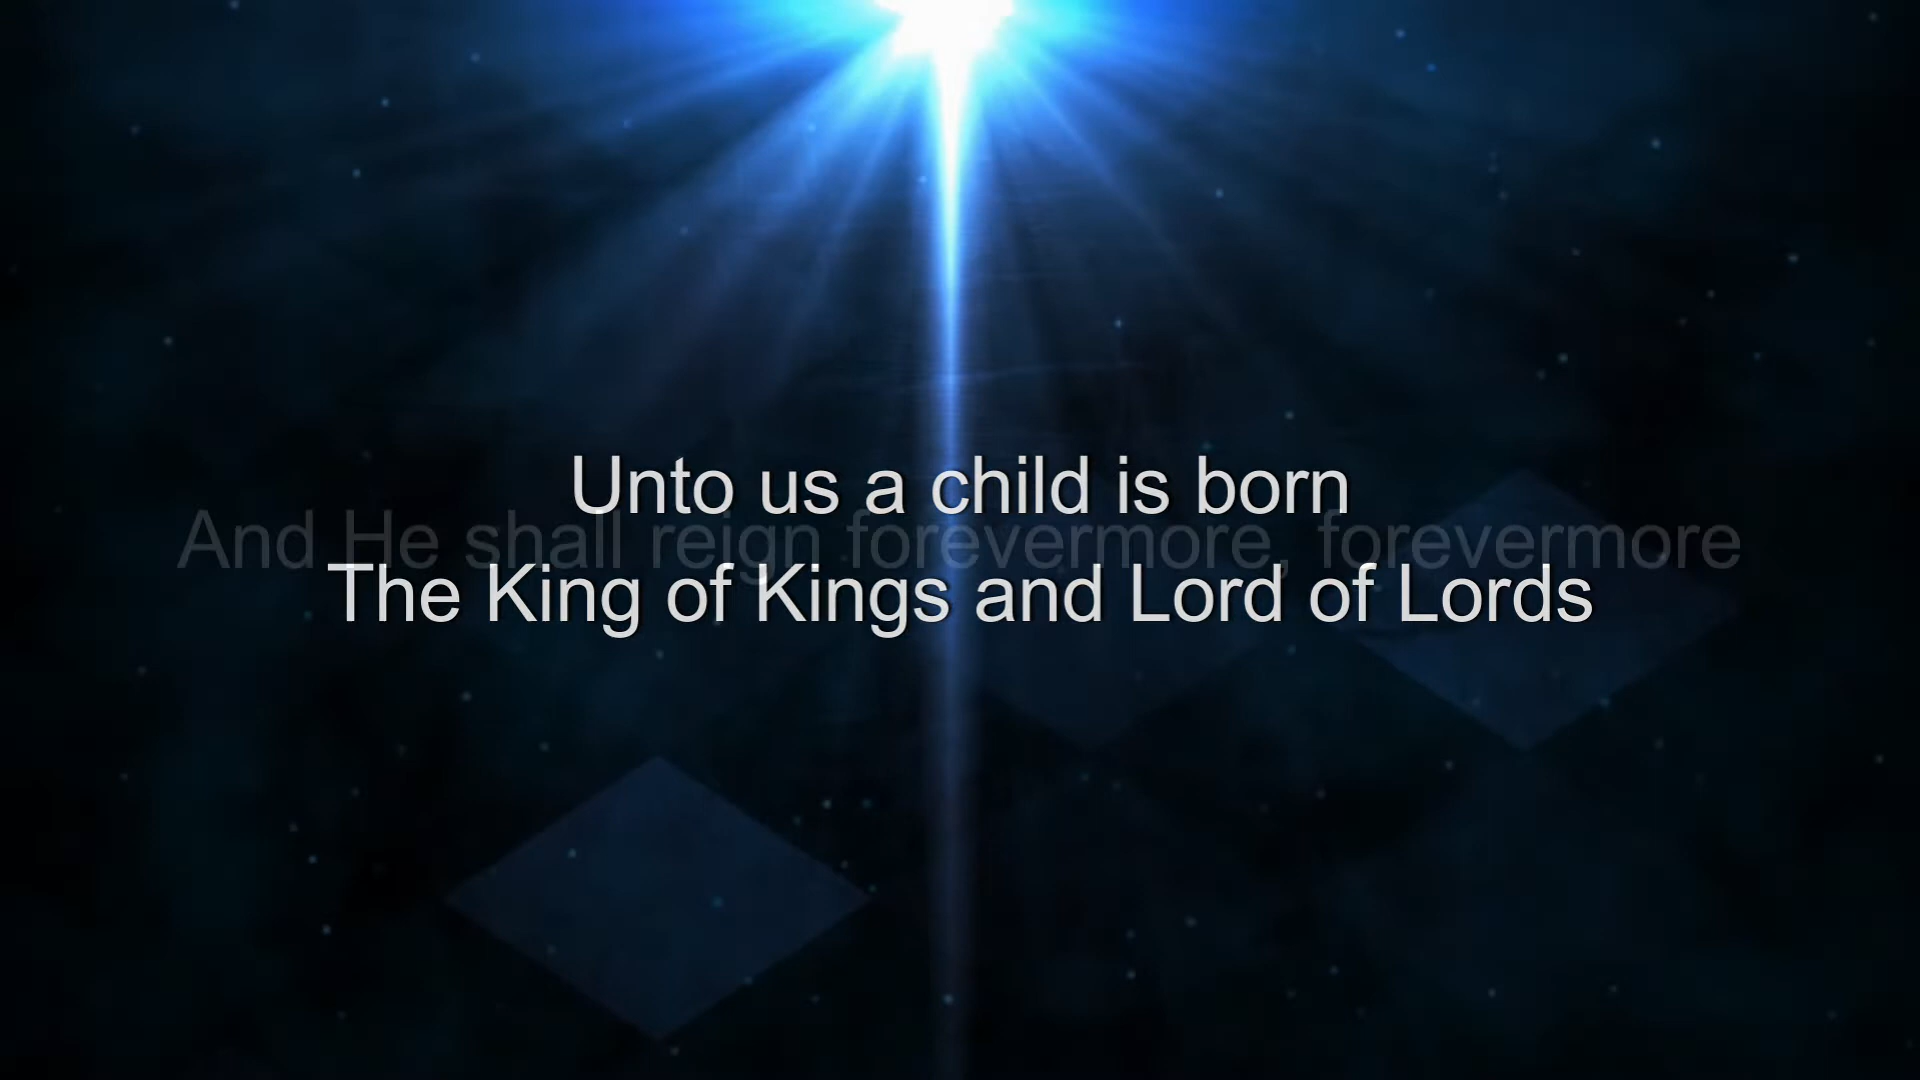 Unto us a child is born
And He shall reign forevermore, forevermore
The King of Kings and Lord of Lords